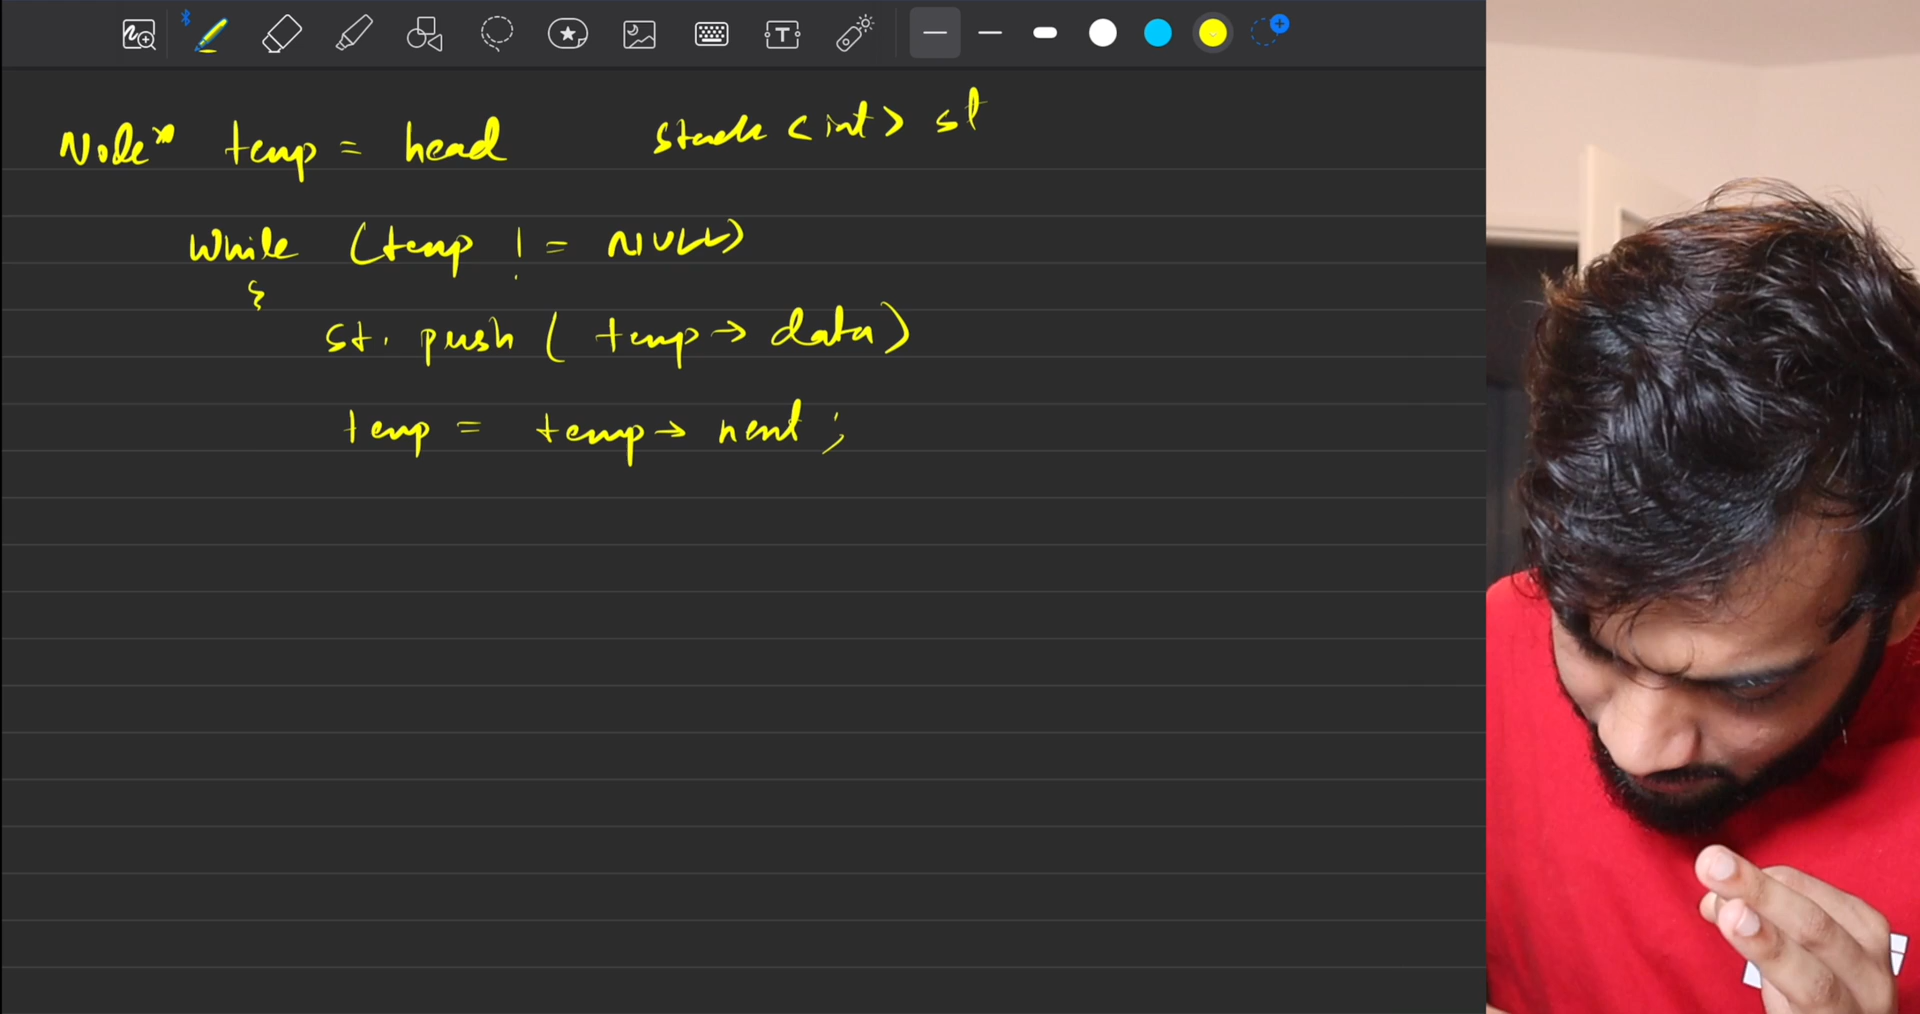 Node* temp = head stack <int> st
while (temp != NULL)
{
st. push ( temp → data)
temp = temp → next ;